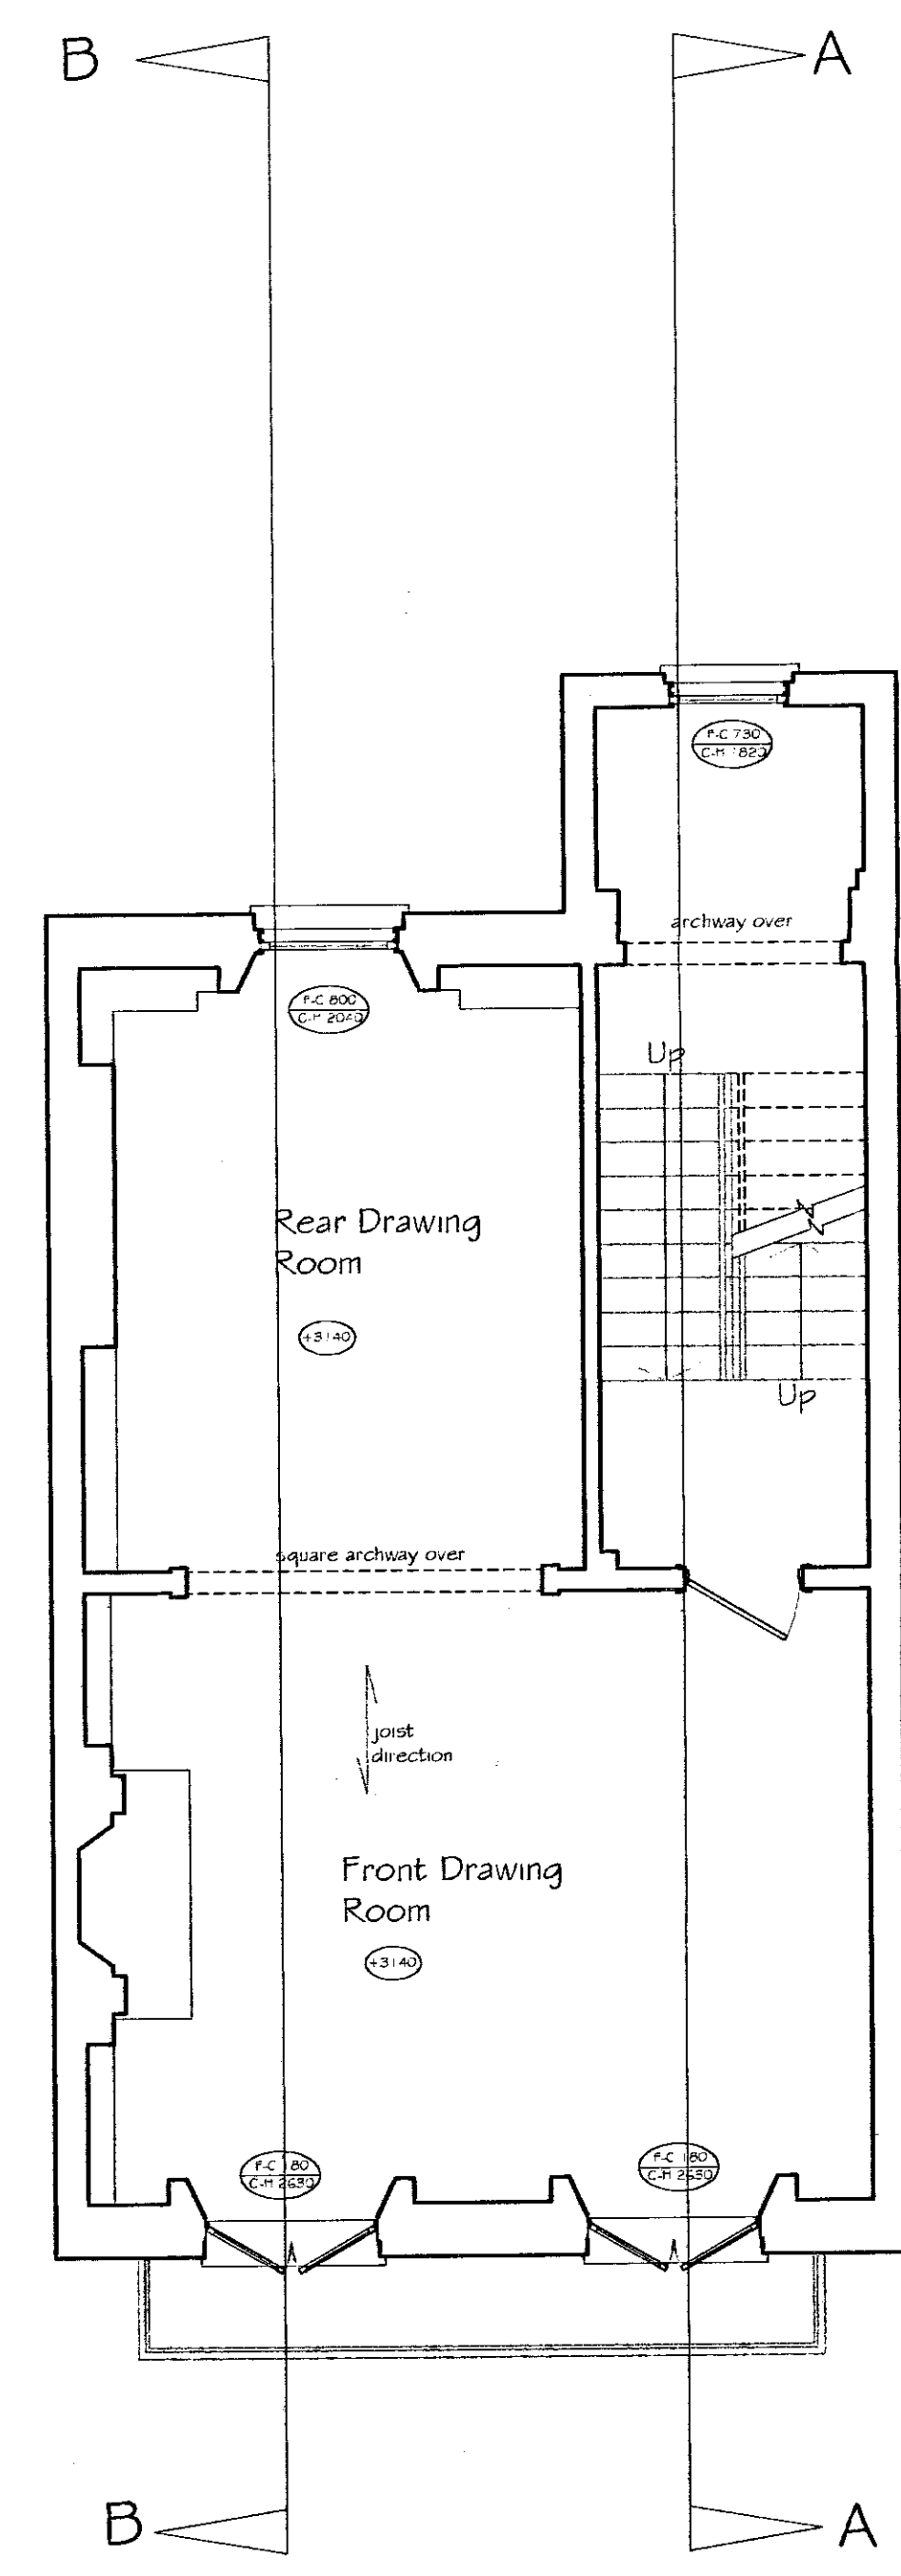 B
A
F-C 730
C-H 1820
archway over
F-C 800
C-H 2040
Up
Rear Drawing
Room
+3140
Up
square archway over
joist
direction
Front Drawing
Room
+3140
F-C 180
C-H 2630
F-C 180
C-H 2630
B
A